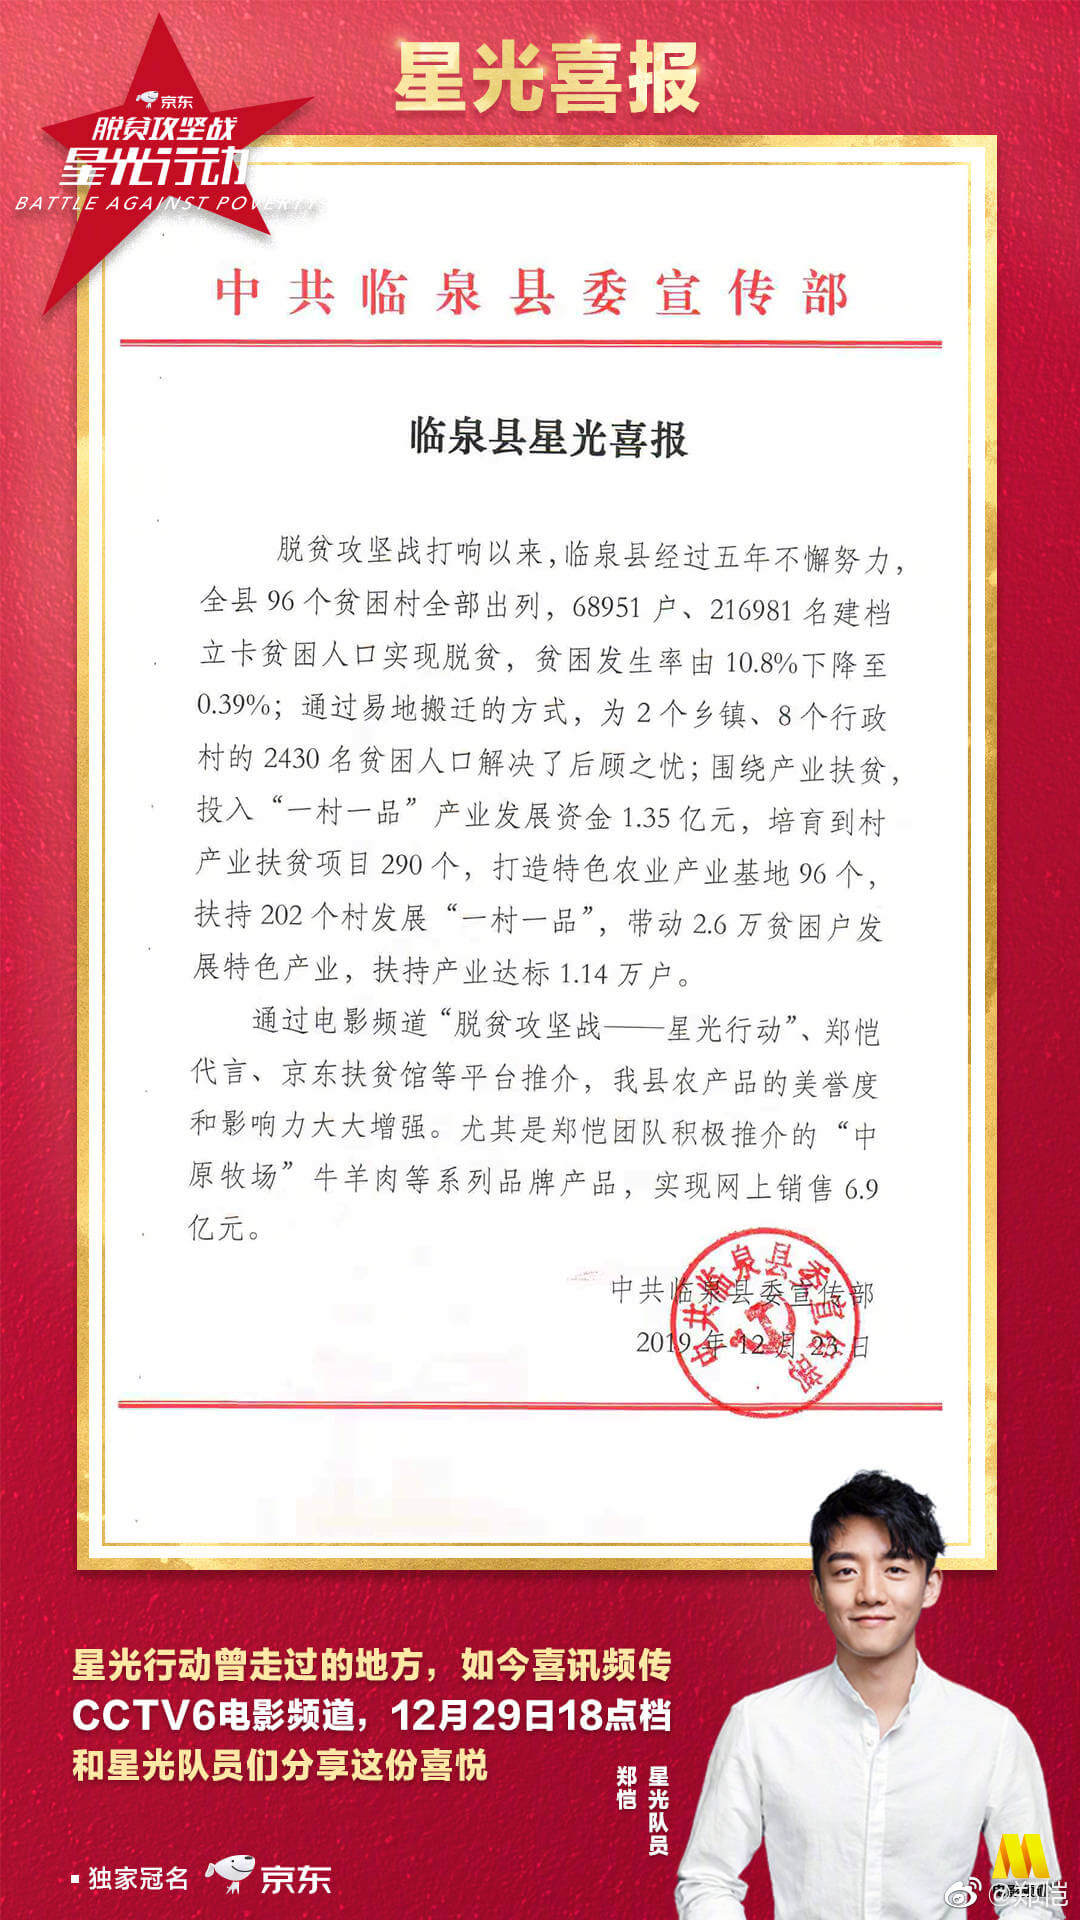 星光喜报
京东
脱贫攻坚战
星光行动
BATTLE AGAINST POVERTY
中共临泉县委宣传部
临泉县星光喜报
脱贫攻坚战打响以来，临泉县经过五年不懈努力，
全县 96 个贫困村全部出列，68951 户、216981 名建档
立卡贫困人口实现脱贫，贫困发生率由 10.8%下降至
0.39%；通过易地搬迁的方式，为 2 个乡镇、8 个行政
村的 2430 名贫困人口解决了后顾之忧；围绕产业扶贫，
投入“一村一品”产业发展资金 1.35 亿元，培育到村
产业扶贫项目 290 个，打造特色农业产业基地 96 个，
扶持 202 个村发展“一村一品”，带动 2.6 万贫困户发
展特色产业，扶持产业达标 1.14 万户。
通过电影频道“脱贫攻坚战——星光行动”、郑恺
代言、京东扶贫馆等平台推介，我县农产品的美誉度
和影响力大大增强。尤其是郑恺团队积极推介的“中
原牧场”牛羊肉等系列品牌产品，实现网上销售 6.9
亿元。
中共临泉县委宣传部
2019 年 12 月 23 日
中共临泉县委宣传部
星光行动曾走过的地方，如今喜讯频传
CCTV6电影频道，12月29日18点档
和星光队员们分享这份喜悦
星光队员
郑恺
独家冠名 京东
@郑恺